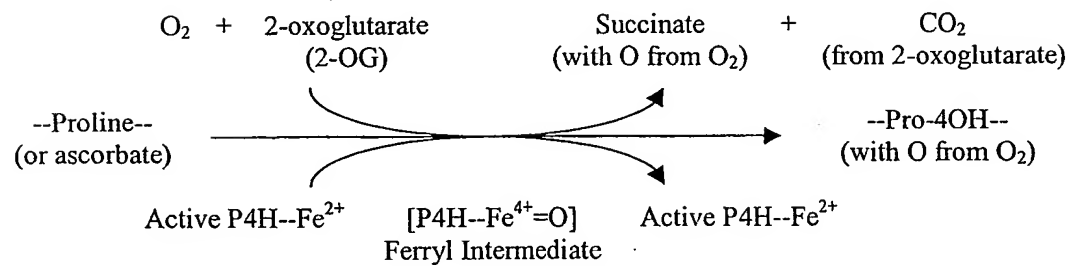 O₂ + 2-oxoglutarate Succinate + CO₂
(2-OG) (with O from O₂) (from 2-oxoglutarate)
--Proline-- --Pro-4OH--
(or ascorbate) (with O from O₂)
Active P4H--Fe²⁺ [P4H--Fe⁴⁺=O] Active P4H--Fe²⁺
Ferryl Intermediate